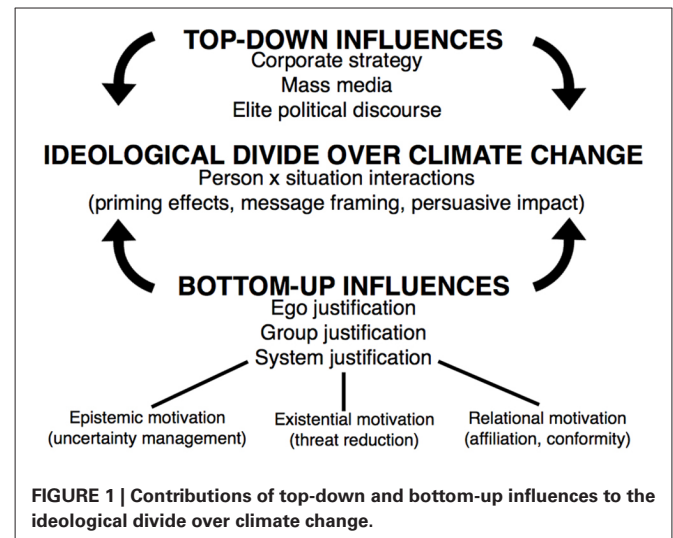 TOP-DOWN INFLUENCES
Corporate strategy
Mass media
Elite political discourse
IDEOLOGICAL DIVIDE OVER CLIMATE CHANGE
Person x situation interactions
(priming effects, message framing, persuasive impact)
BOTTOM-UP INFLUENCES
Ego justification
Group justification
System justification
Epistemic motivation
(uncertainty management)
Existential motivation
(threat reduction)
Relational motivation
(affiliation, conformity)
FIGURE 1 | Contributions of top-down and bottom-up influences to the
ideological divide over climate change.